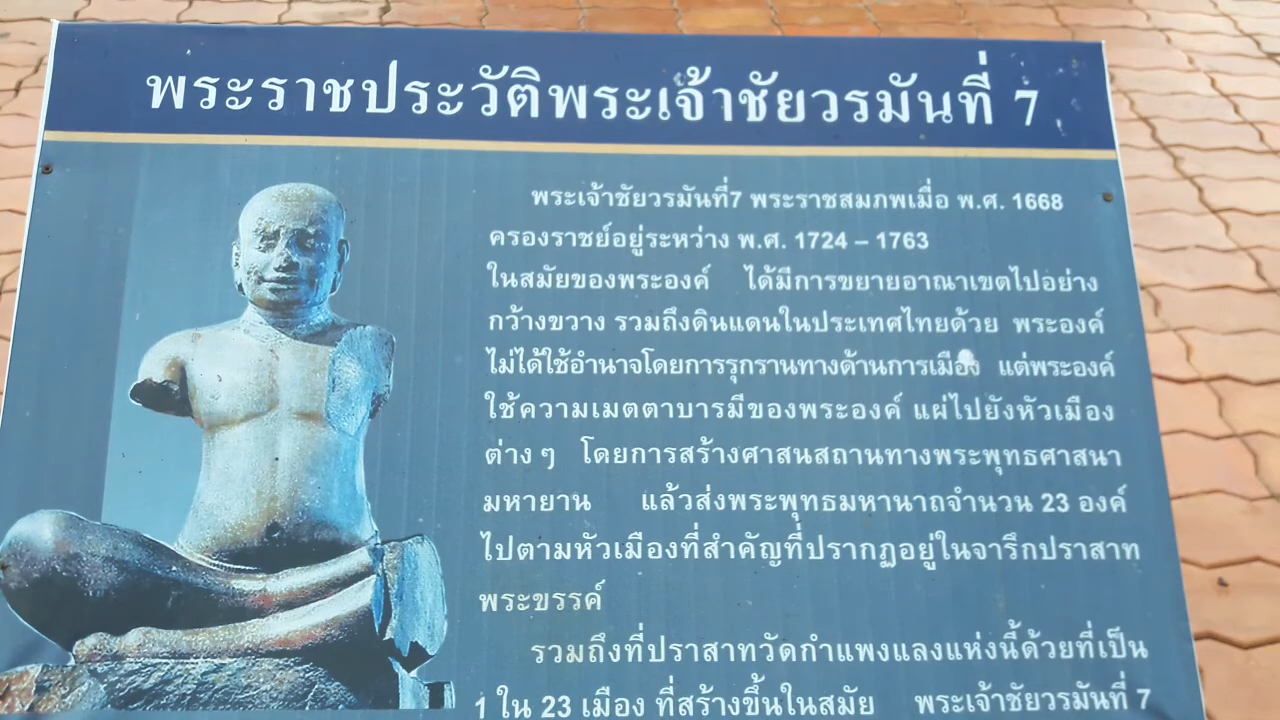 พระราชประวัติพระเจ้าชัยวรมันที่ 7
พระเจ้าชัยวรมันที่7 พระราชสมภพเมื่อ พ.ศ. 1668
ครองราชย์อยู่ระหว่าง พ.ศ. 1724 – 1763
ในสมัยของพระองค์ ได้มีการขยายอาณาเขตไปอย่าง
กว้างขวาง รวมถึงดินแดนในประเทศไทยด้วย พระองค์
ไม่ได้ใช้อำนาจโดยการรุกรานทางด้านการเมือง แต่พระองค์
ใช้ความเมตตาบารมีของพระองค์ แผ่ไปยังหัวเมือง
ต่างๆ โดยการสร้างศาสนสถานทางพระพุทธศาสนา
มหายาน แล้วส่งพระพุทธมหานาถจำนวน 23 องค์
ไปตามหัวเมืองที่สำคัญที่ปรากฏอยู่ในจารึกปราสาท
พระขรรค์
รวมถึงที่ปราสาทวัดกำแพงแลงแห่งนี้ด้วยที่เป็น
1 ใน 23 เมือง ที่สร้างขึ้นในสมัย พระเจ้าชัยวรมันที่ 7